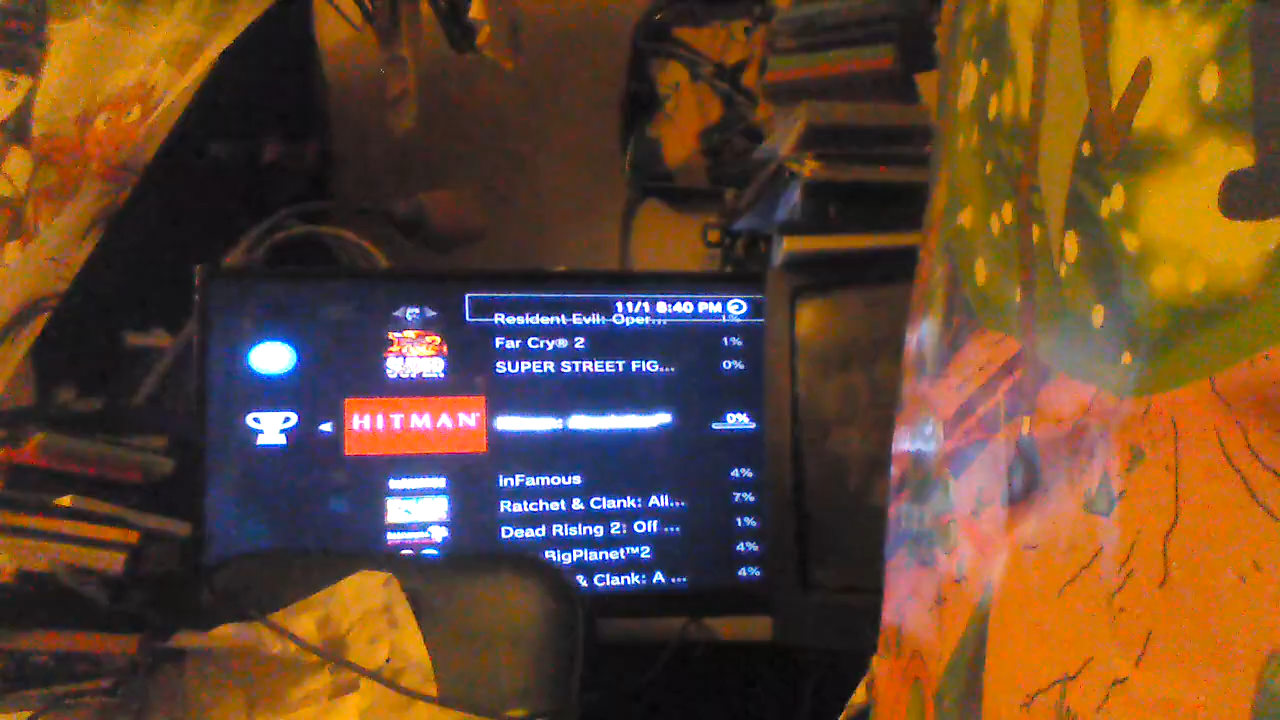 11/1 8:40 PM
Resident Evil: Oper... 1%
Far Cry® 2 1%
SUPER
SUPER STREET FIG... 0%
HITMAN
0%
InFamous 4%
Ratchet & Clank: All... 7%
Dead Rising 2: Off ... 1%
BigPlanet™2 4%
& Clank: A ... 4%